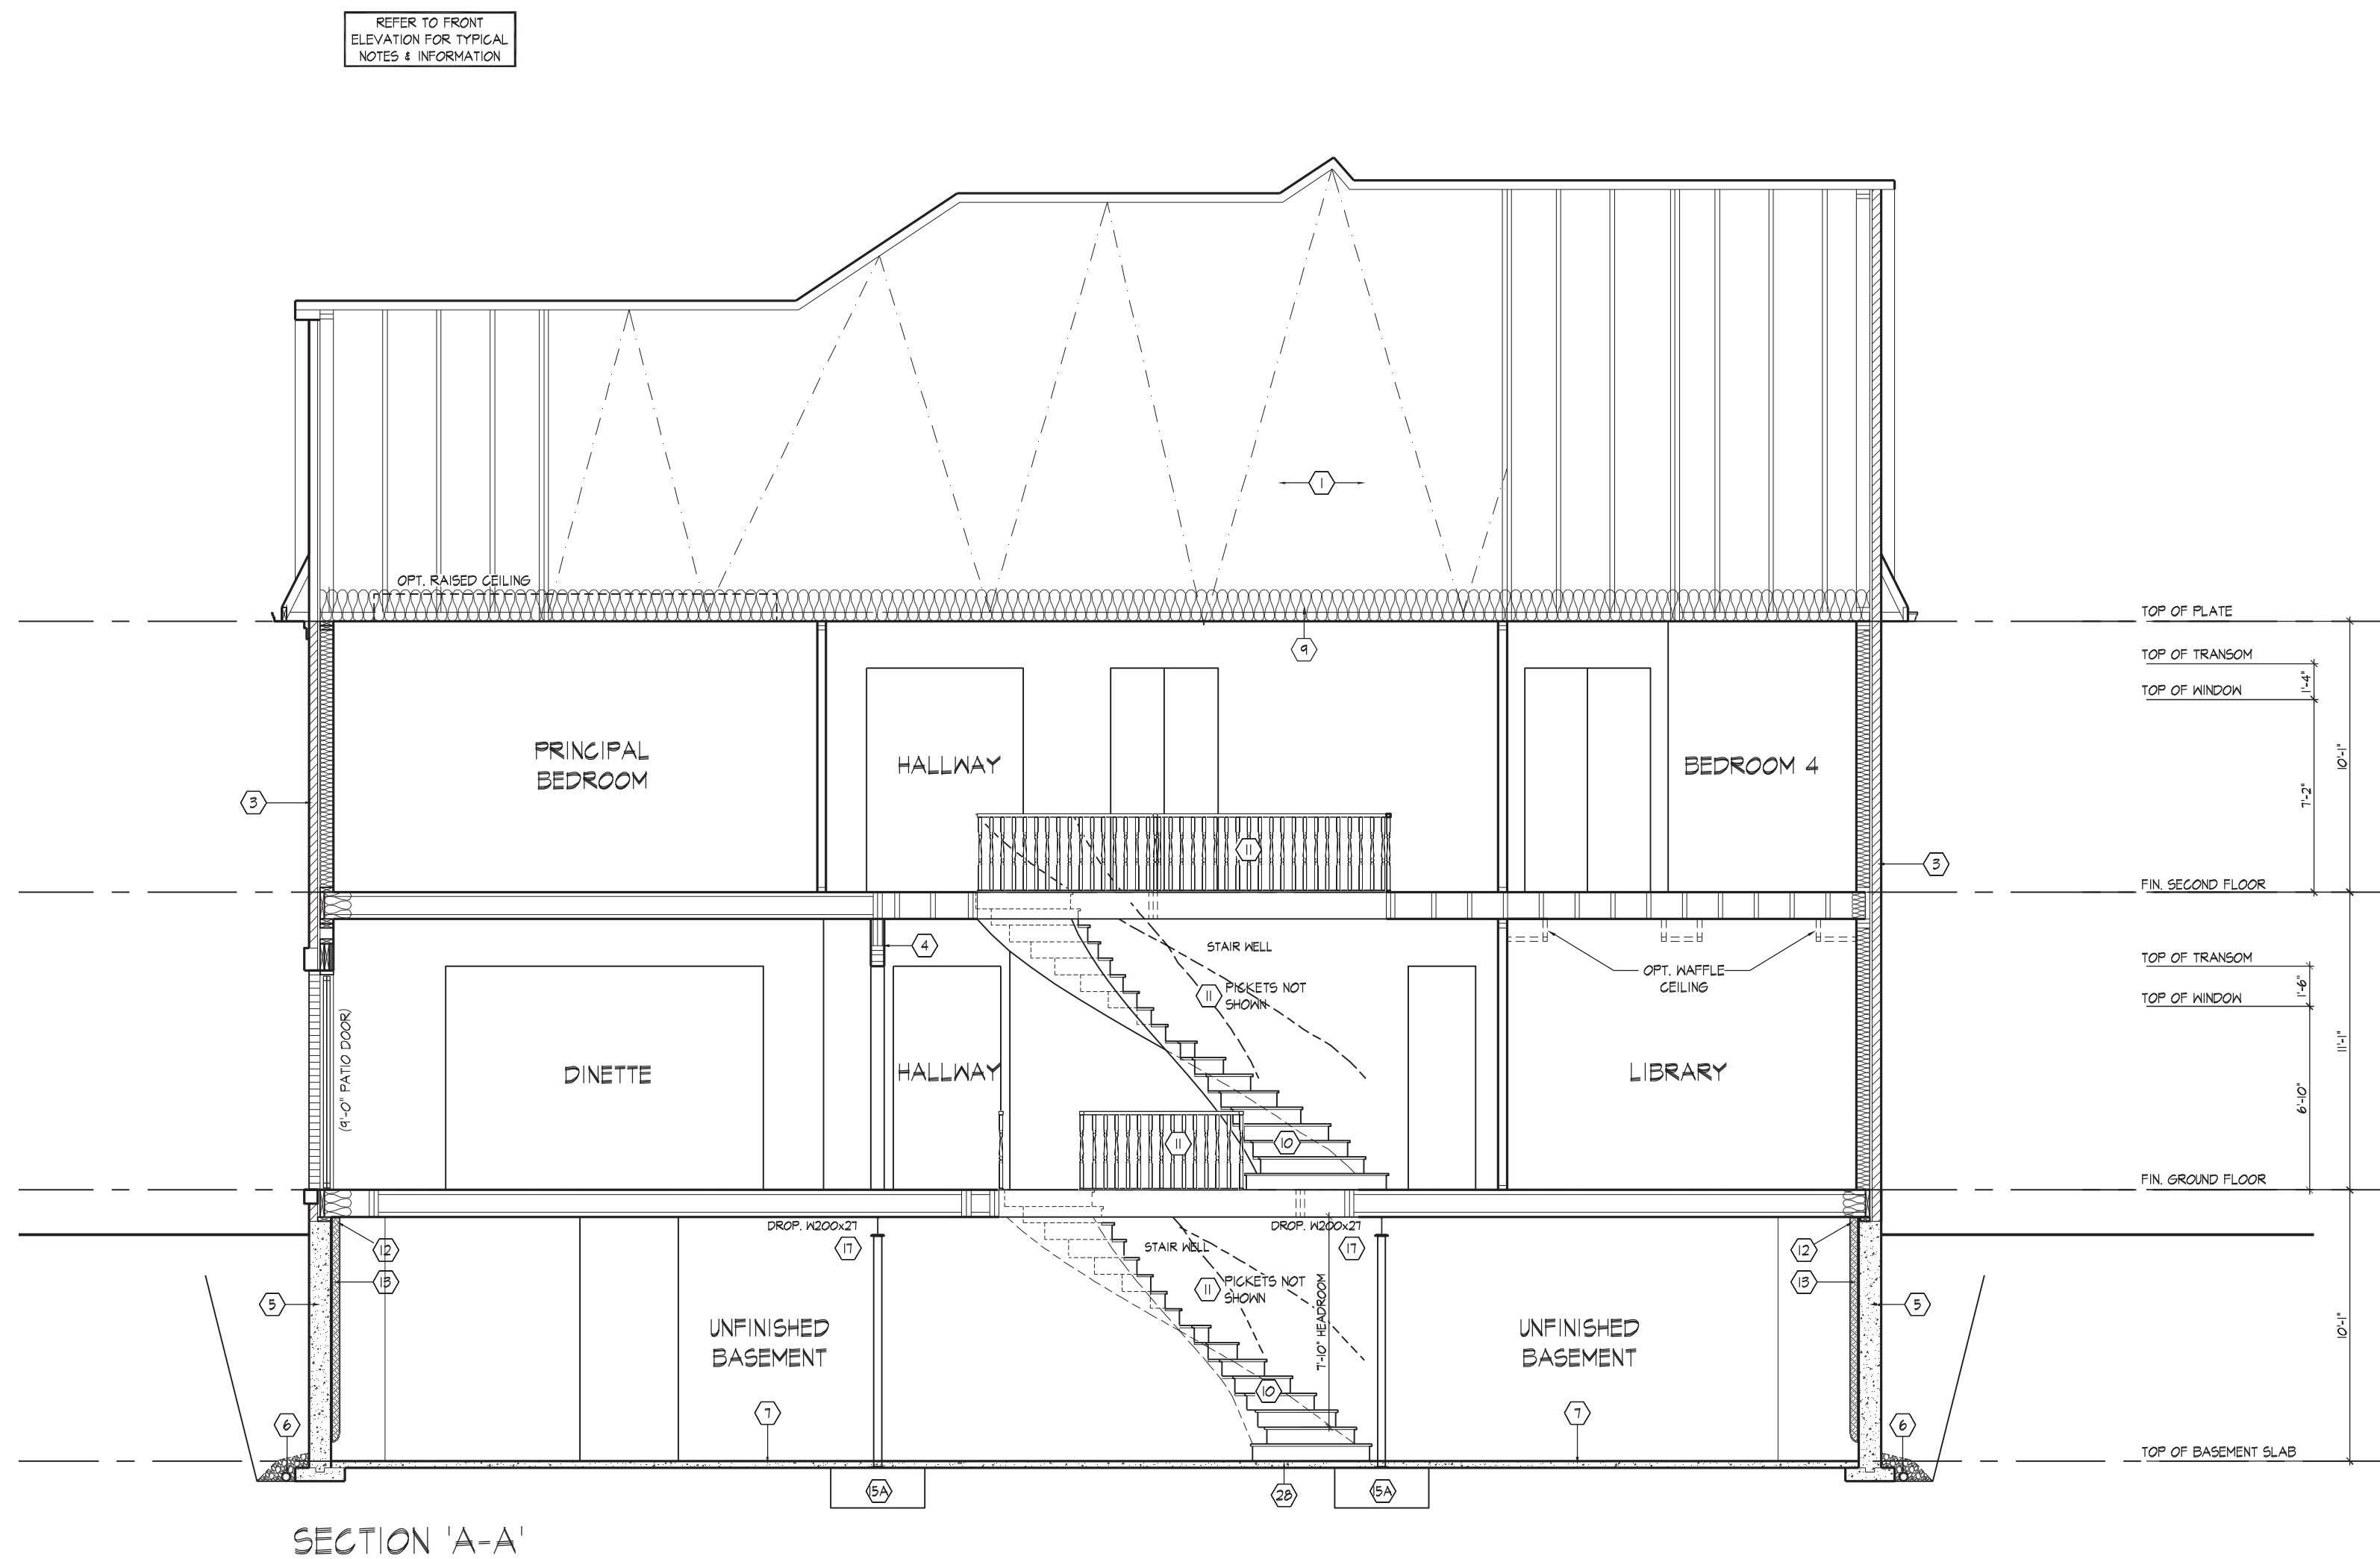 REFER TO FRONT
ELEVATION FOR TYPICAL
NOTES & INFORMATION
1
OPT. RAISED CEILING
TOP OF PLATE
9
TOP OF TRANSOM
1'-4"
TOP OF WINDOW
PRINCIPAL
BEDROOM
HALLWAY
BEDROOM 4
10'-1"
7'-2"
3
11
3
FIN. SECOND FLOOR
4
STAIR WELL
OPT. WAFFLE
CEILING
TOP OF TRANSOM
1'-6"
TOP OF WINDOW
11
PICKETS NOT
SHOWN
(9'-0" PATIO DOOR)
DINETTE
HALLWAY
LIBRARY
11'-1"
6'-10"
11
10
FIN. GROUND FLOOR
DROP. W200x27
DROP. W200x27
12
17
STAIR WELL
17
12
13
11
PICKETS NOT
SHOWN
13
5
7'-10" HEADROOM
5
UNFINISHED
BASEMENT
UNFINISHED
BASEMENT
10'-1"
10
6
7
7
6
TOP OF BASEMENT SLAB
15A
28
15A
SECTION 'A-A'